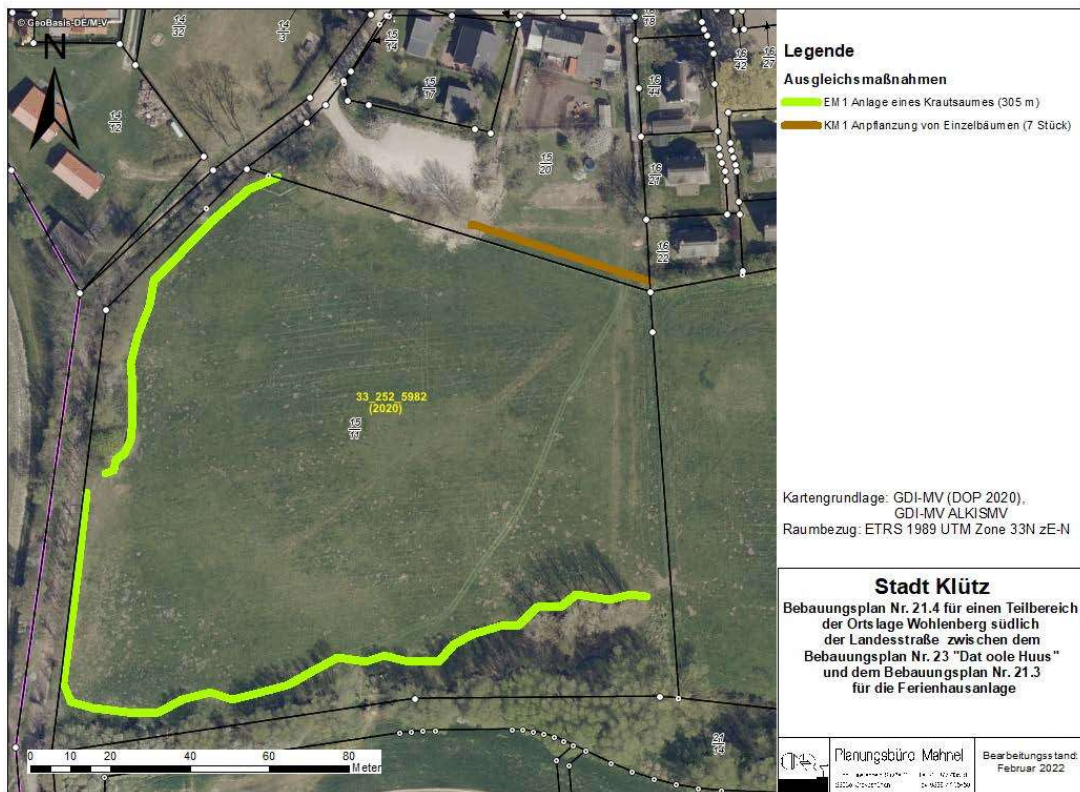 © GeoBasis-DE/M-V
N
33_252_5982
(2020)
15
11
15
17
15
20
16
22
0 10 20 40 60 80
Meter
Legende
Ausgleichsmaßnahmen
EM 1 Anlage eines Krautsaumes (305 m)
KM 1 Anpflanzung von Einzelbäumen (7 Stück)
Kartengrundlage: GDI-MV (DOP 2020),
GDI-MV ALKISMV
Raumbezug: ETRS 1989 UTM Zone 33N zE-N
Stadt Klütz
Bebauungsplan Nr. 21.4 für einen Teilbereich
der Ortslage Wohlenberg südlich
der Landesstraße zwischen dem
Bebauungsplan Nr. 23 "Dat oole Huus"
und dem Bebauungsplan Nr. 21.3
für die Ferienhausanlage
Planungsbüro Mahnel
Bearbeitungsstand:
Februar 2022